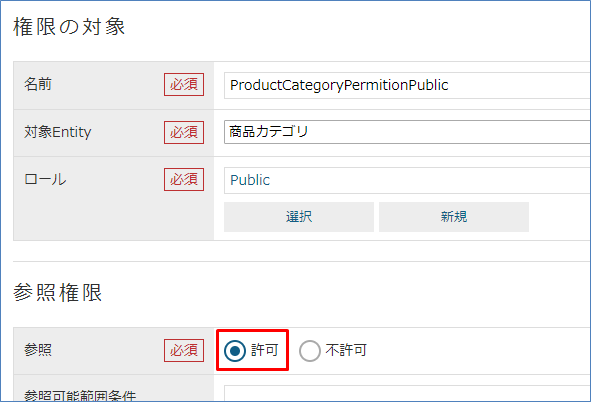 権限の対象
名前 必須 ProductCategoryPermitionPublic
対象Entity 必須 商品カテゴリ
ロール 必須 Public
選択 新規
参照権限
参照 必須 許可 不許可
参照可能範囲条件